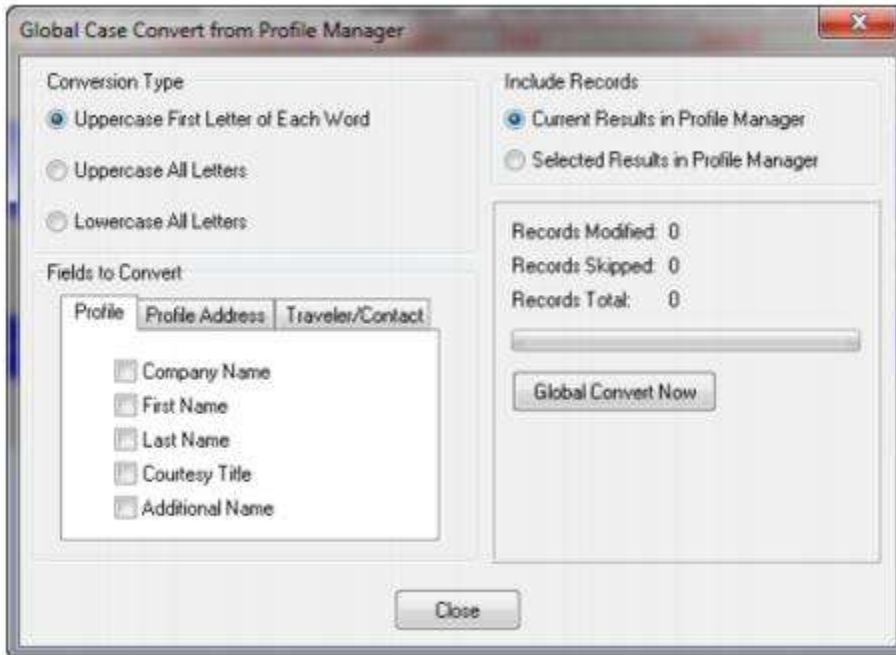 Global Case Convert from Profile Manager
Conversion Type
Uppercase First Letter of Each Word
Uppercase All Letters
Lowercase All Letters
Include Records
Current Results in Profile Manager
Selected Results in Profile Manager
Fields to Convert
Profile Profile Address Traveler/Contact
Company Name
First Name
Last Name
Courtesy Title
Additional Name
Records Modified: 0
Records Skipped: 0
Records Total: 0
Global Convert Now
Close